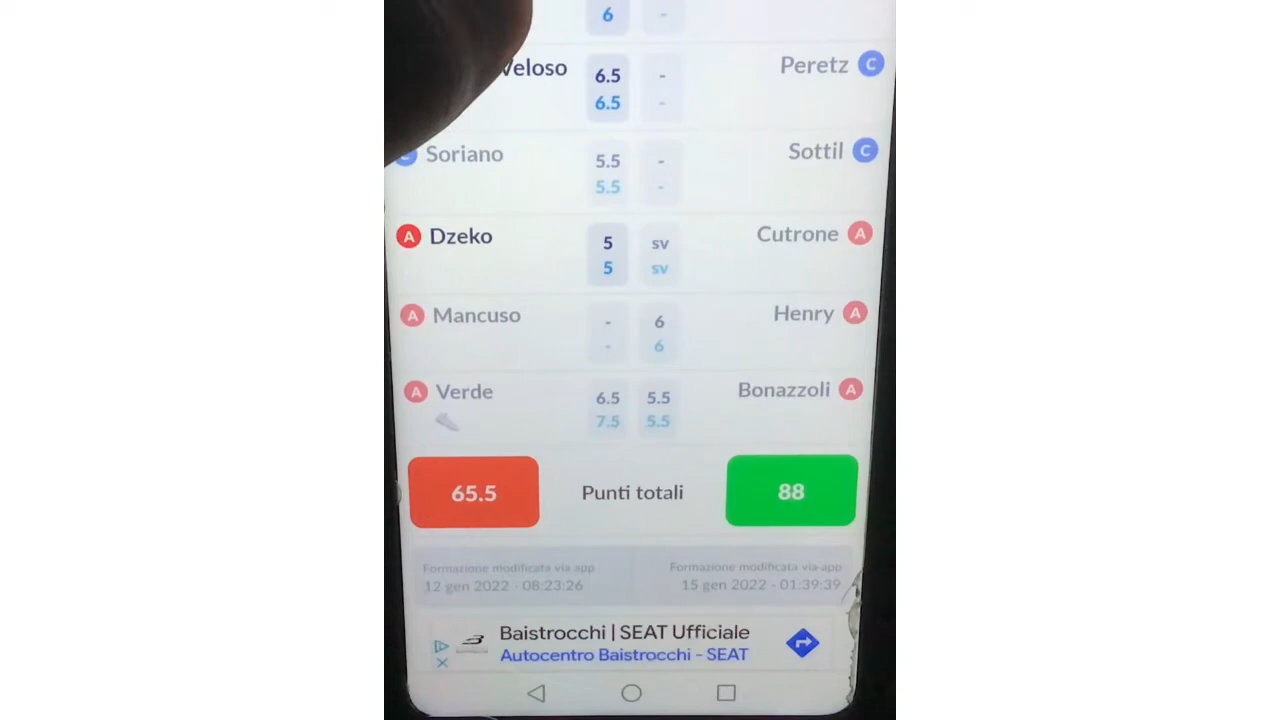 6 -
Veloso 6.5 - Peretz C
6.5 -
C Soriano 5.5 - Sottil C
5.5 -
A Dzeko 5 sv Cutrone A
5 sv
A Mancuso - 6 Henry A
- 6
A Verde 6.5 5.5 Bonazzoli A
7.5 5.5
65.5 Punti totali 88
Formazione modificata via app Formazione modificata via app
12 gen 2022 - 08:23:26 15 gen 2022 - 01:39:39
Baistrocchi | SEAT Ufficiale
Autocentro Baistrocchi - SEAT